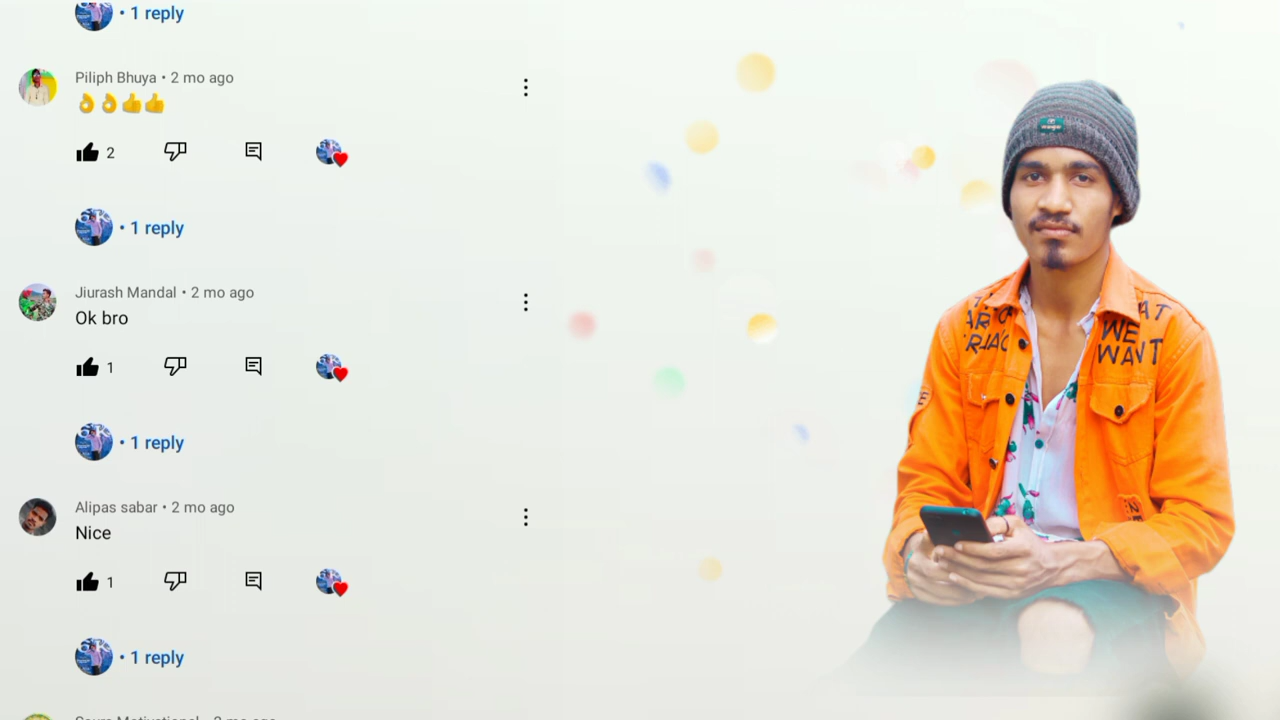 • 1 reply
Piliph Bhuya • 2 mo ago
👌👌👍👍
2
• 1 reply
Jiurash Mandal • 2 mo ago
Ok bro
1
• 1 reply
Alipas sabar • 2 mo ago
Nice
1
• 1 reply
WE
WANT